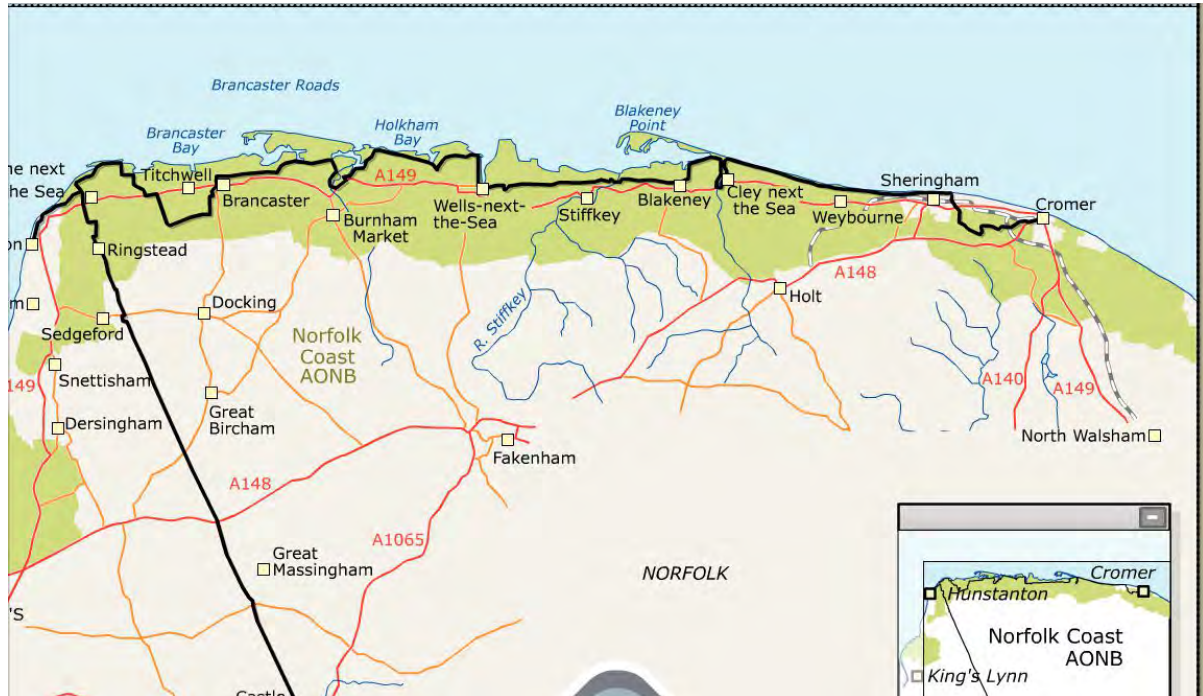 Brancaster Roads
Blakeney
Point
Brancaster
Bay
Holkham
Bay
ne next
the Sea
Titchwell
A149
Brancaster
Wells-next-
the-Sea
Stiffkey
Blakeney
Cley next
the Sea
Sheringham
Weybourne
Cromer
Burnham
Market
Ringstead
A148
Holt
Docking
Sedgeford
R. Stiffkey
Norfolk
Coast
AONB
Snettisham
149
A140
A149
Great
Bircham
Dersingham
North Walsham
Fakenham
A148
A1065
Great
Massingham
NORFOLK
'S
Castle
Cromer
Hunstanton
Norfolk Coast
AONB
King's Lynn